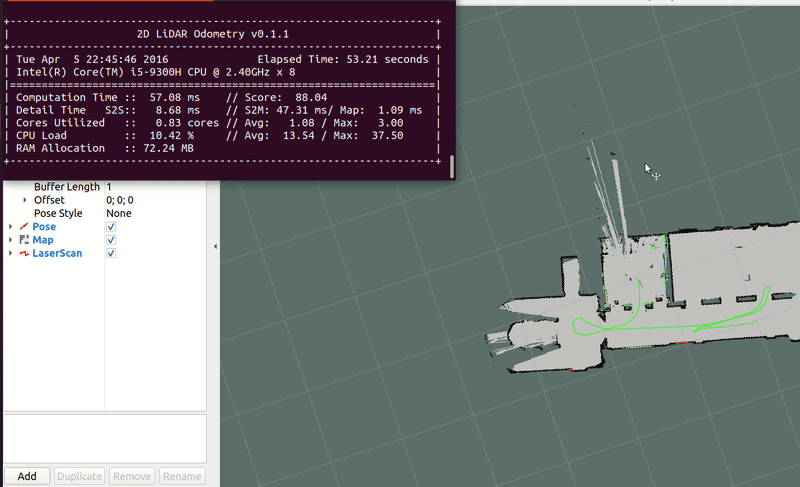 2D LiDAR Odometry v0.1.1
Tue Apr 5 22:45:46 2016 Elapsed Time: 53.21 seconds
Intel(R) Core(TM) i5-9300H CPU @ 2.40GHz x 8
Computation Time :: 57.08 ms // Score: 88.04
Detail Time S2S:: 8.68 ms // S2M: 47.31 ms/ Map: 1.09 ms
Cores Utilized :: 0.83 cores // Avg: 1.08 / Max: 3.00
CPU Load :: 10.42 % // Avg: 13.54 / Max: 37.50
RAM Allocation :: 72.24 MB
Buffer Length 1
Offset 0; 0; 0
Pose Style None
Pose
Map
LaserScan
Add Duplicate Remove Rename